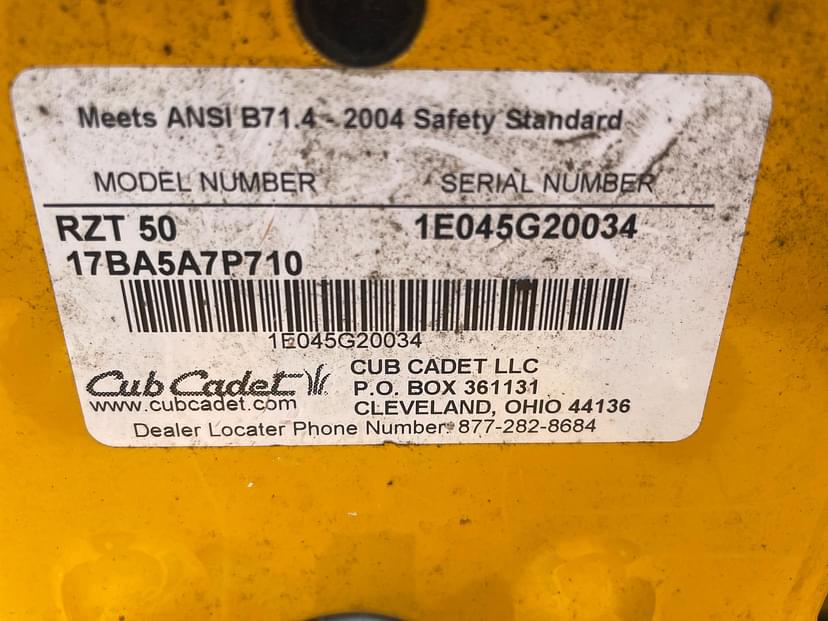 Meets ANSI B71.4 - 2004 Safety Standard
MODEL NUMBER SERIAL NUMBER
RZT 50 1E045G20034
17BA5A7P710
1E045G20034
Cub Cadet
www.cubcadet.com
CUB CADET LLC
P.O. BOX 361131
CLEVELAND, OHIO 44136
Dealer Locater Phone Number: 877-282-8684